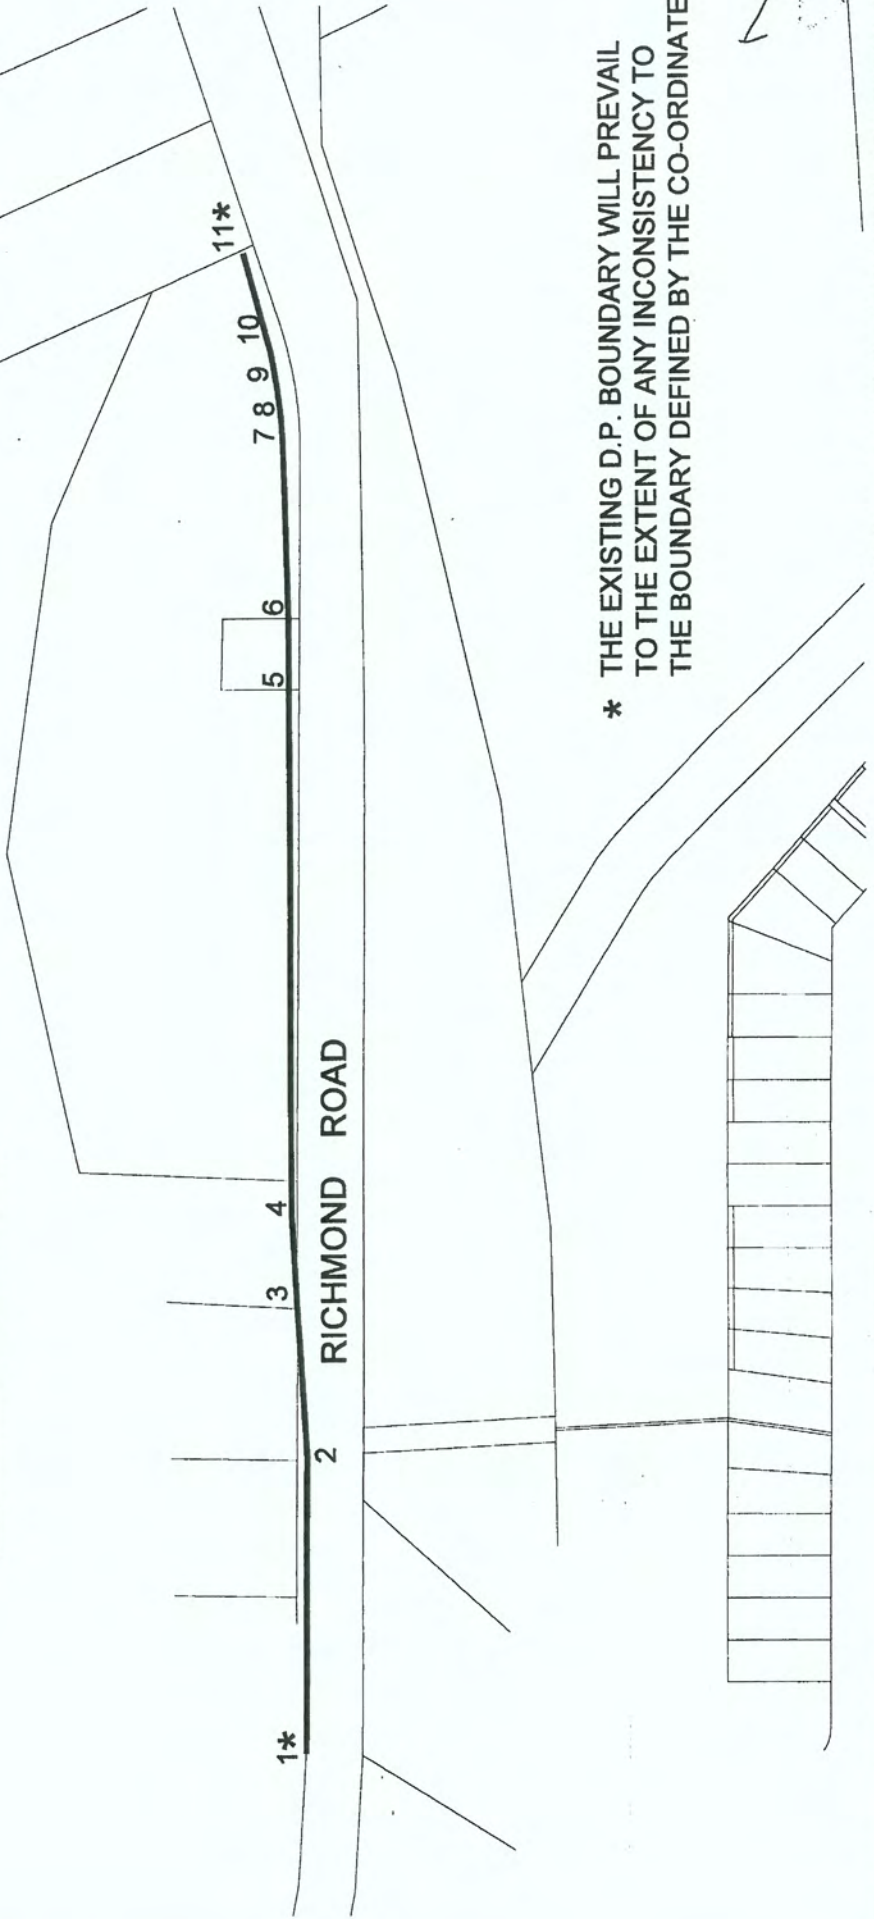 1*
2
3
4
5
6
7
8
9
10
11*
RICHMOND ROAD
* THE EXISTING D.P. BOUNDARY WILL PREVAIL
TO THE EXTENT OF ANY INCONSISTENCY TO
THE BOUNDARY DEFINED BY THE CO-ORDINATE